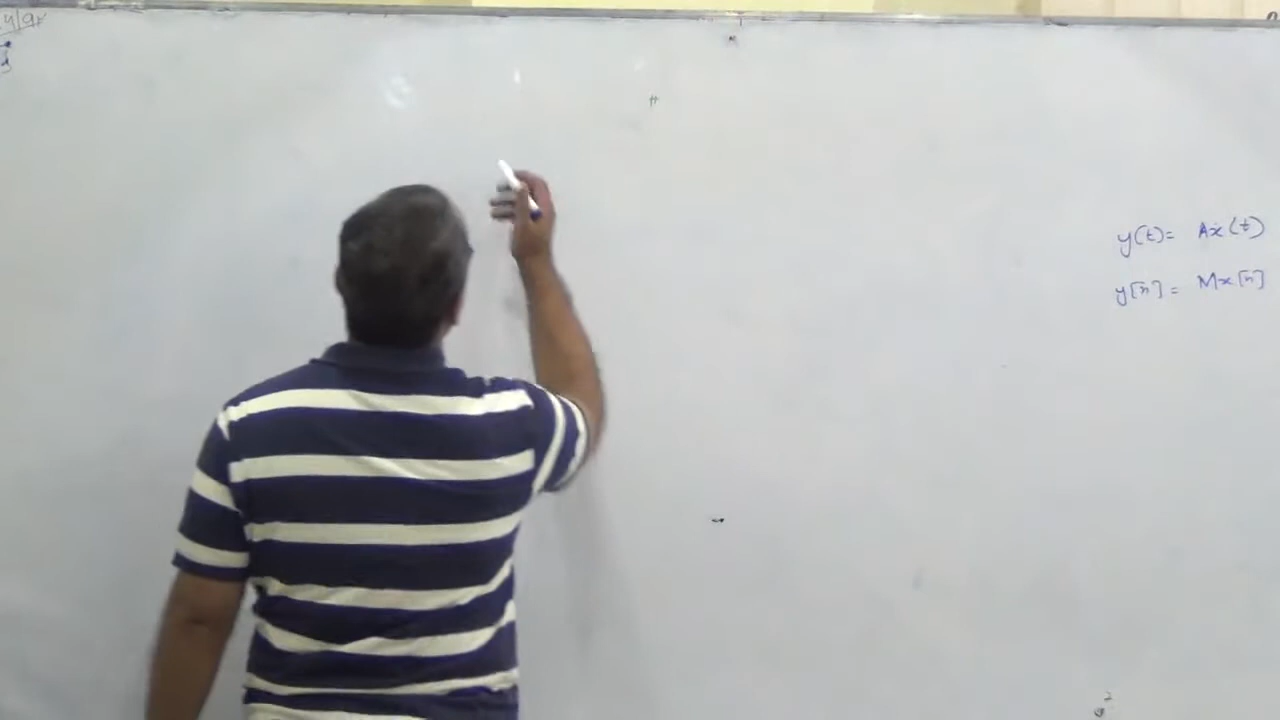 y(t) = Ax(t)
y[n] = Mx[n]